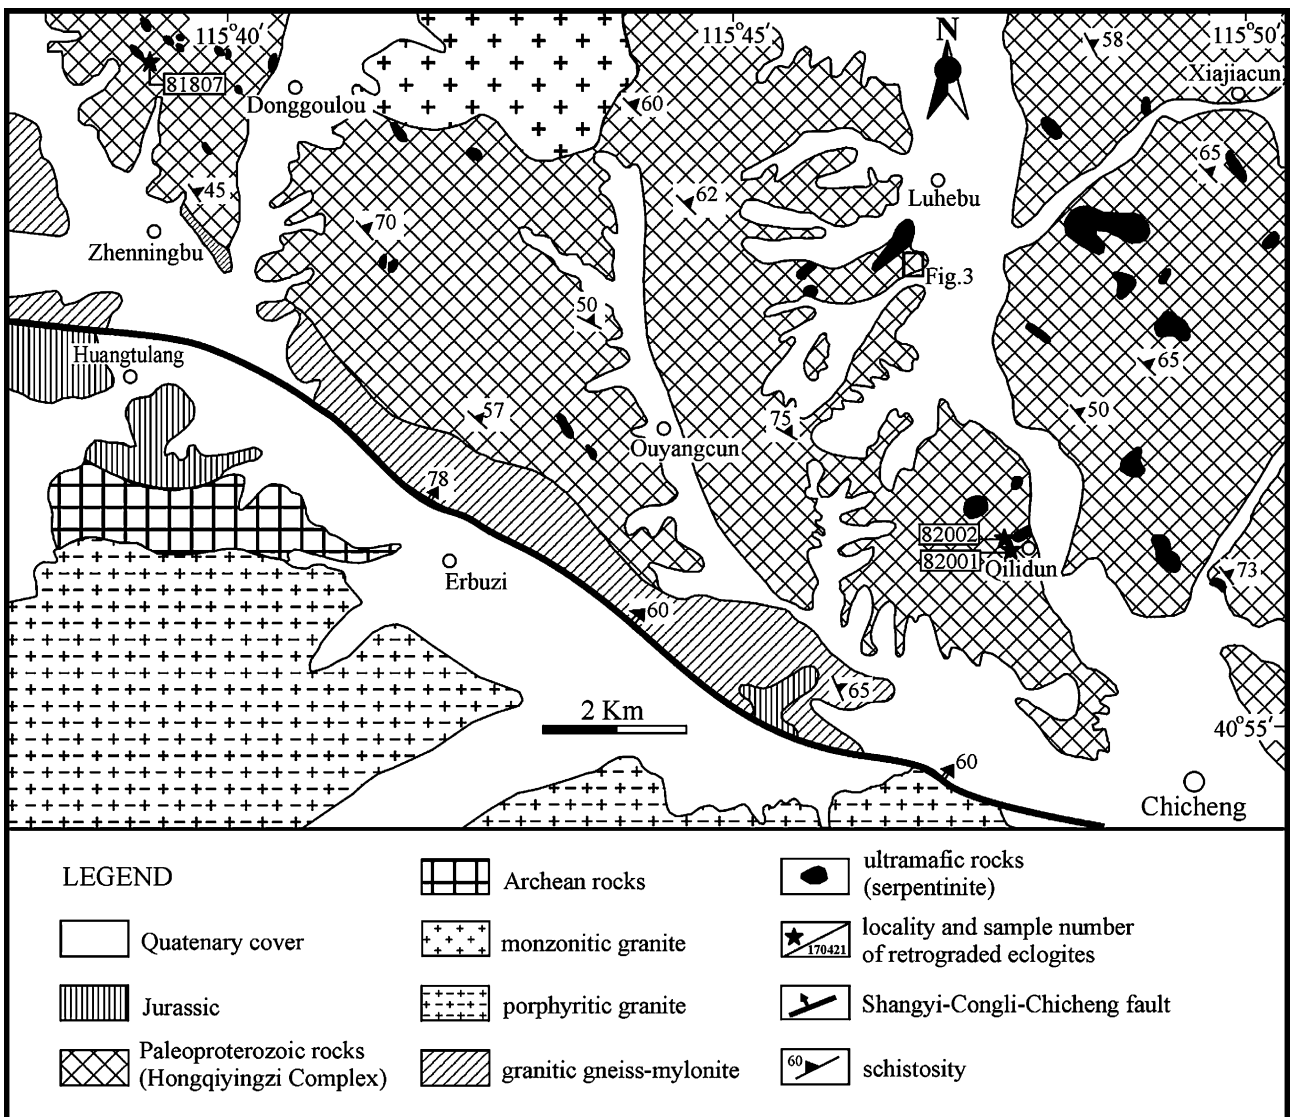 115°40′
115°45′
N
115°50′
58
Xiajiacun
81807
Donggoulou
60
65
45
62
Luhebu
70
Zhenningbu
Fig.3
50
Huangtulang
65
57
75
50
Ouyangcun
78
82002
82001
Qilidun
Erbuzi
73
60
65
2 Km
40°55′
60
Chicheng
LEGEND
Quatenary cover
Jurassic
Paleoproterozoic rocks
(Hongqiyingzi Complex)
Archean rocks
monzonitic granite
porphyritic granite
granitic gneiss-mylonite
ultramafic rocks
(serpentinite)
170421
locality and sample number
of retrograded eclogites
Shangyi-Congli-Chicheng fault
60
schistosity